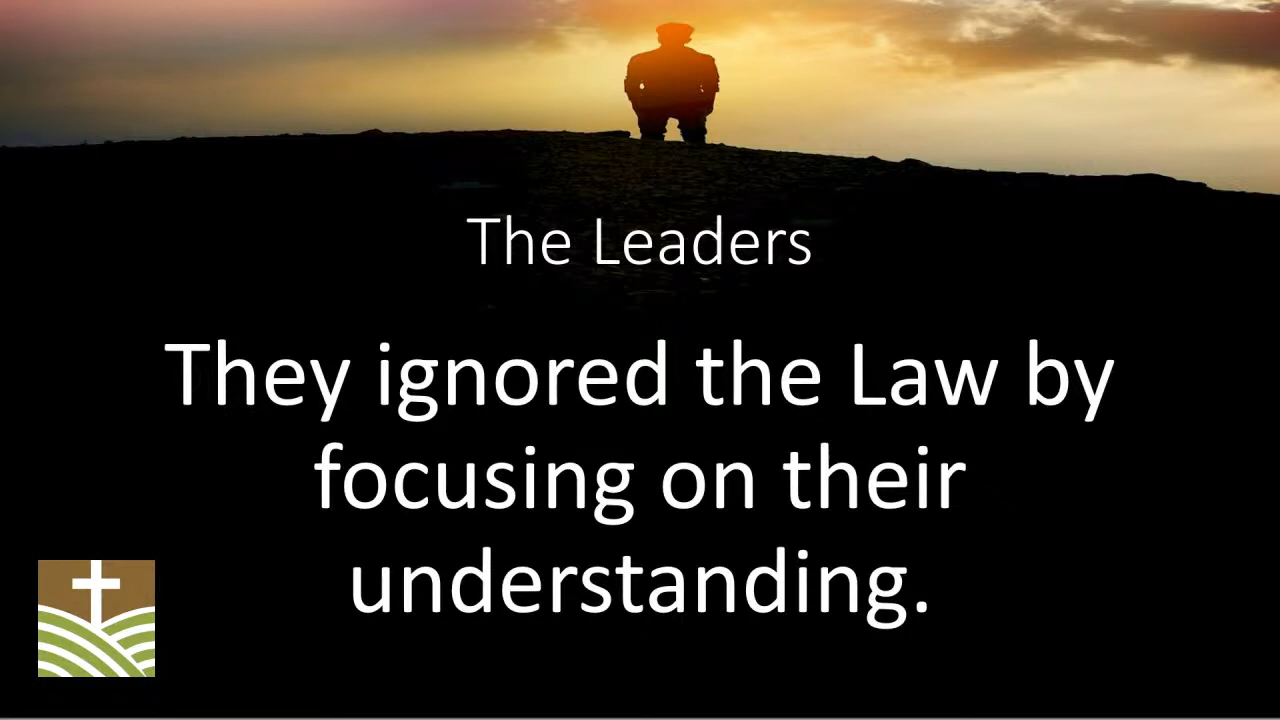 The Leaders
They ignored the Law by
focusing on their
understanding.